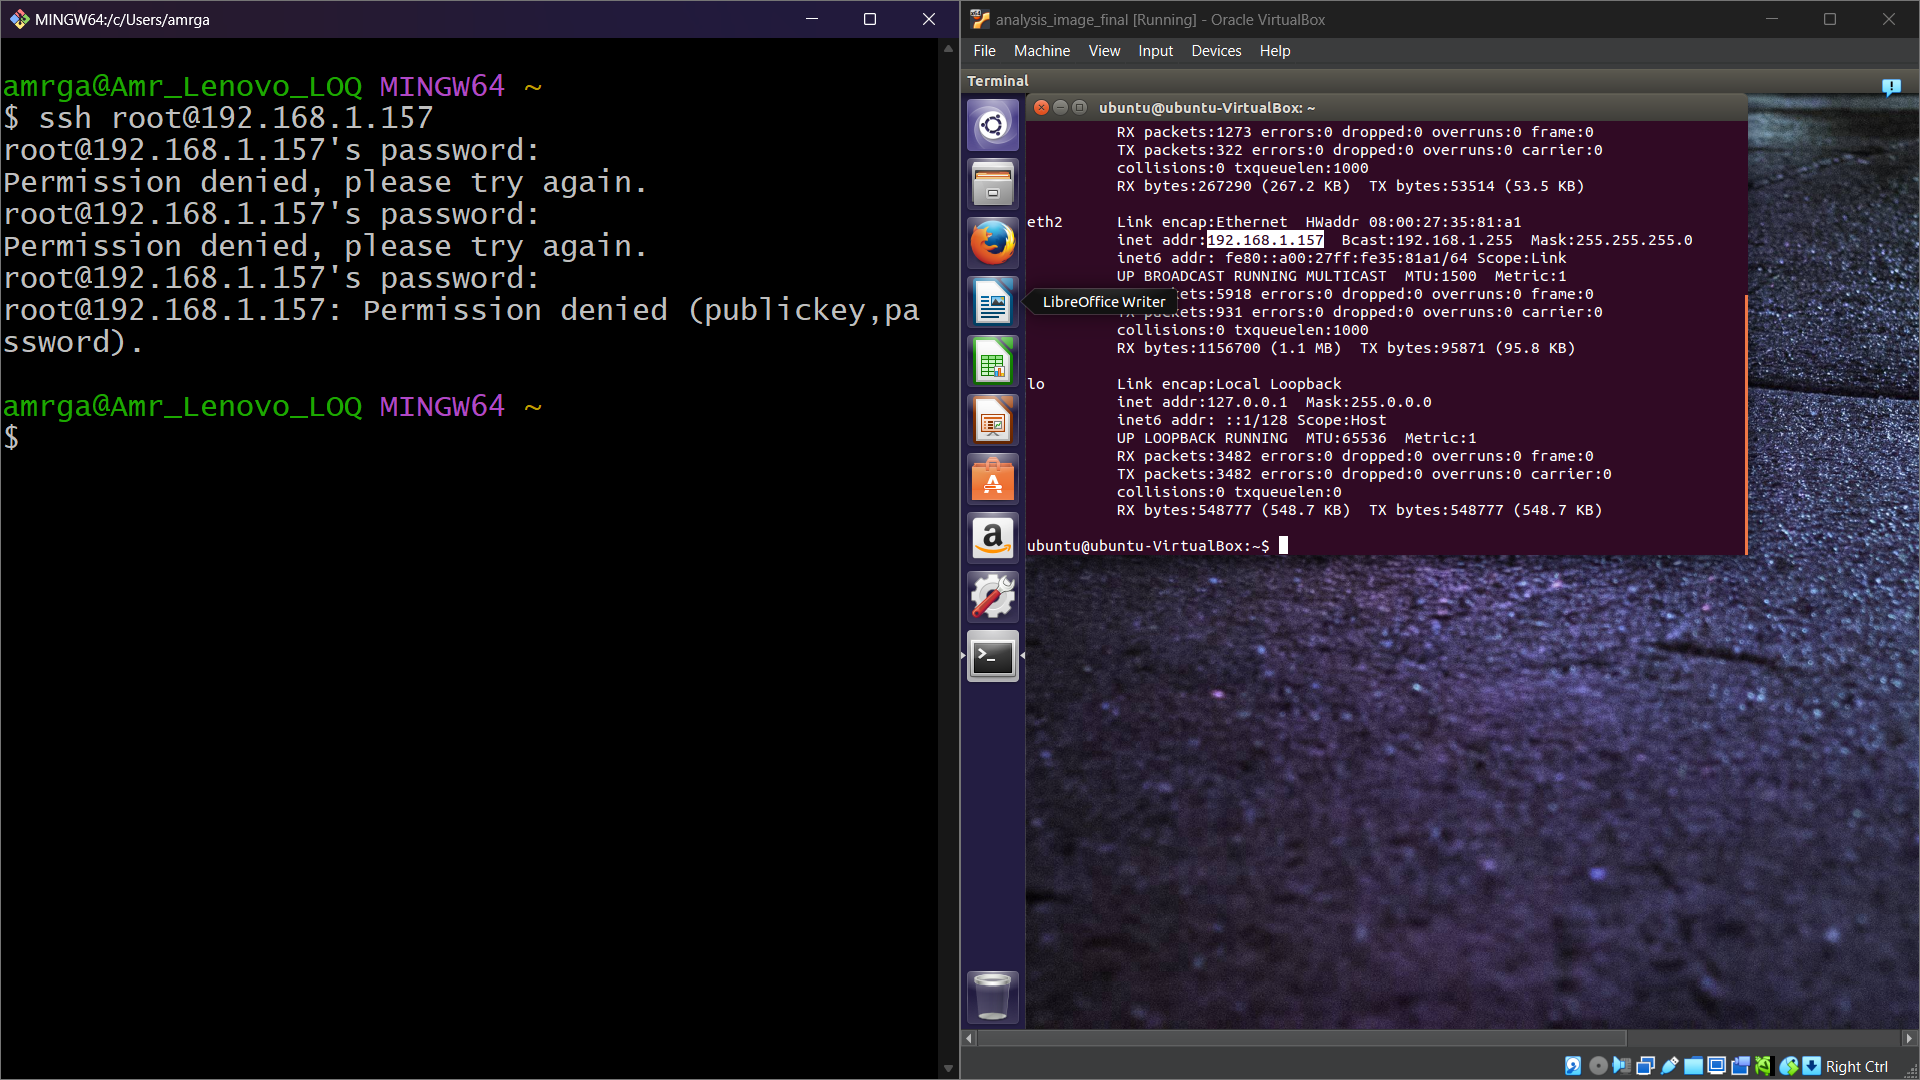 MINGW64:/c/Users/amrga
amrga@Amr_Lenovo_LOQ MINGW64 ~
$ ssh root@192.168.1.157
root@192.168.1.157's password:
Permission denied, please try again.
root@192.168.1.157's password:
Permission denied, please try again.
root@192.168.1.157's password:
root@192.168.1.157: Permission denied (publickey,pa
ssword).
amrga@Amr_Lenovo_LOQ MINGW64 ~
$
analysis_image_final [Running] - Oracle VirtualBox
File Machine View Input Devices Help
Terminal
ubuntu@ubuntu-VirtualBox: ~
RX packets:1273 errors:0 dropped:0 overruns:0 frame:0
TX packets:322 errors:0 dropped:0 overruns:0 carrier:0
collisions:0 txqueuelen:1000
RX bytes:267290 (267.2 KB)  TX bytes:53514 (53.5 KB)
eth2 Link encap:Ethernet  HWaddr 08:00:27:35:81:a1
inet addr:192.168.1.157  Bcast:192.168.1.255  Mask:255.255.255.0
inet6 addr: fe80::a00:27ff:fe35:81a1/64 Scope:Link
UP BROADCAST RUNNING MULTICAST  MTU:1500  Metric:1
kets:5918 errors:0 dropped:0 overruns:0 frame:0
LibreOffice Writer
TX packets:931 errors:0 dropped:0 overruns:0 carrier:0
collisions:0 txqueuelen:1000
RX bytes:1156700 (1.1 MB)  TX bytes:95871 (95.8 KB)
lo Link encap:Local Loopback
inet addr:127.0.0.1  Mask:255.0.0.0
inet6 addr: ::1/128 Scope:Host
UP LOOPBACK RUNNING  MTU:65536  Metric:1
RX packets:3482 errors:0 dropped:0 overruns:0 frame:0
TX packets:3482 errors:0 dropped:0 overruns:0 carrier:0
collisions:0 txqueuelen:0
RX bytes:548777 (548.7 KB)  TX bytes:548777 (548.7 KB)
ubuntu@ubuntu-VirtualBox:~$
Right Ctrl